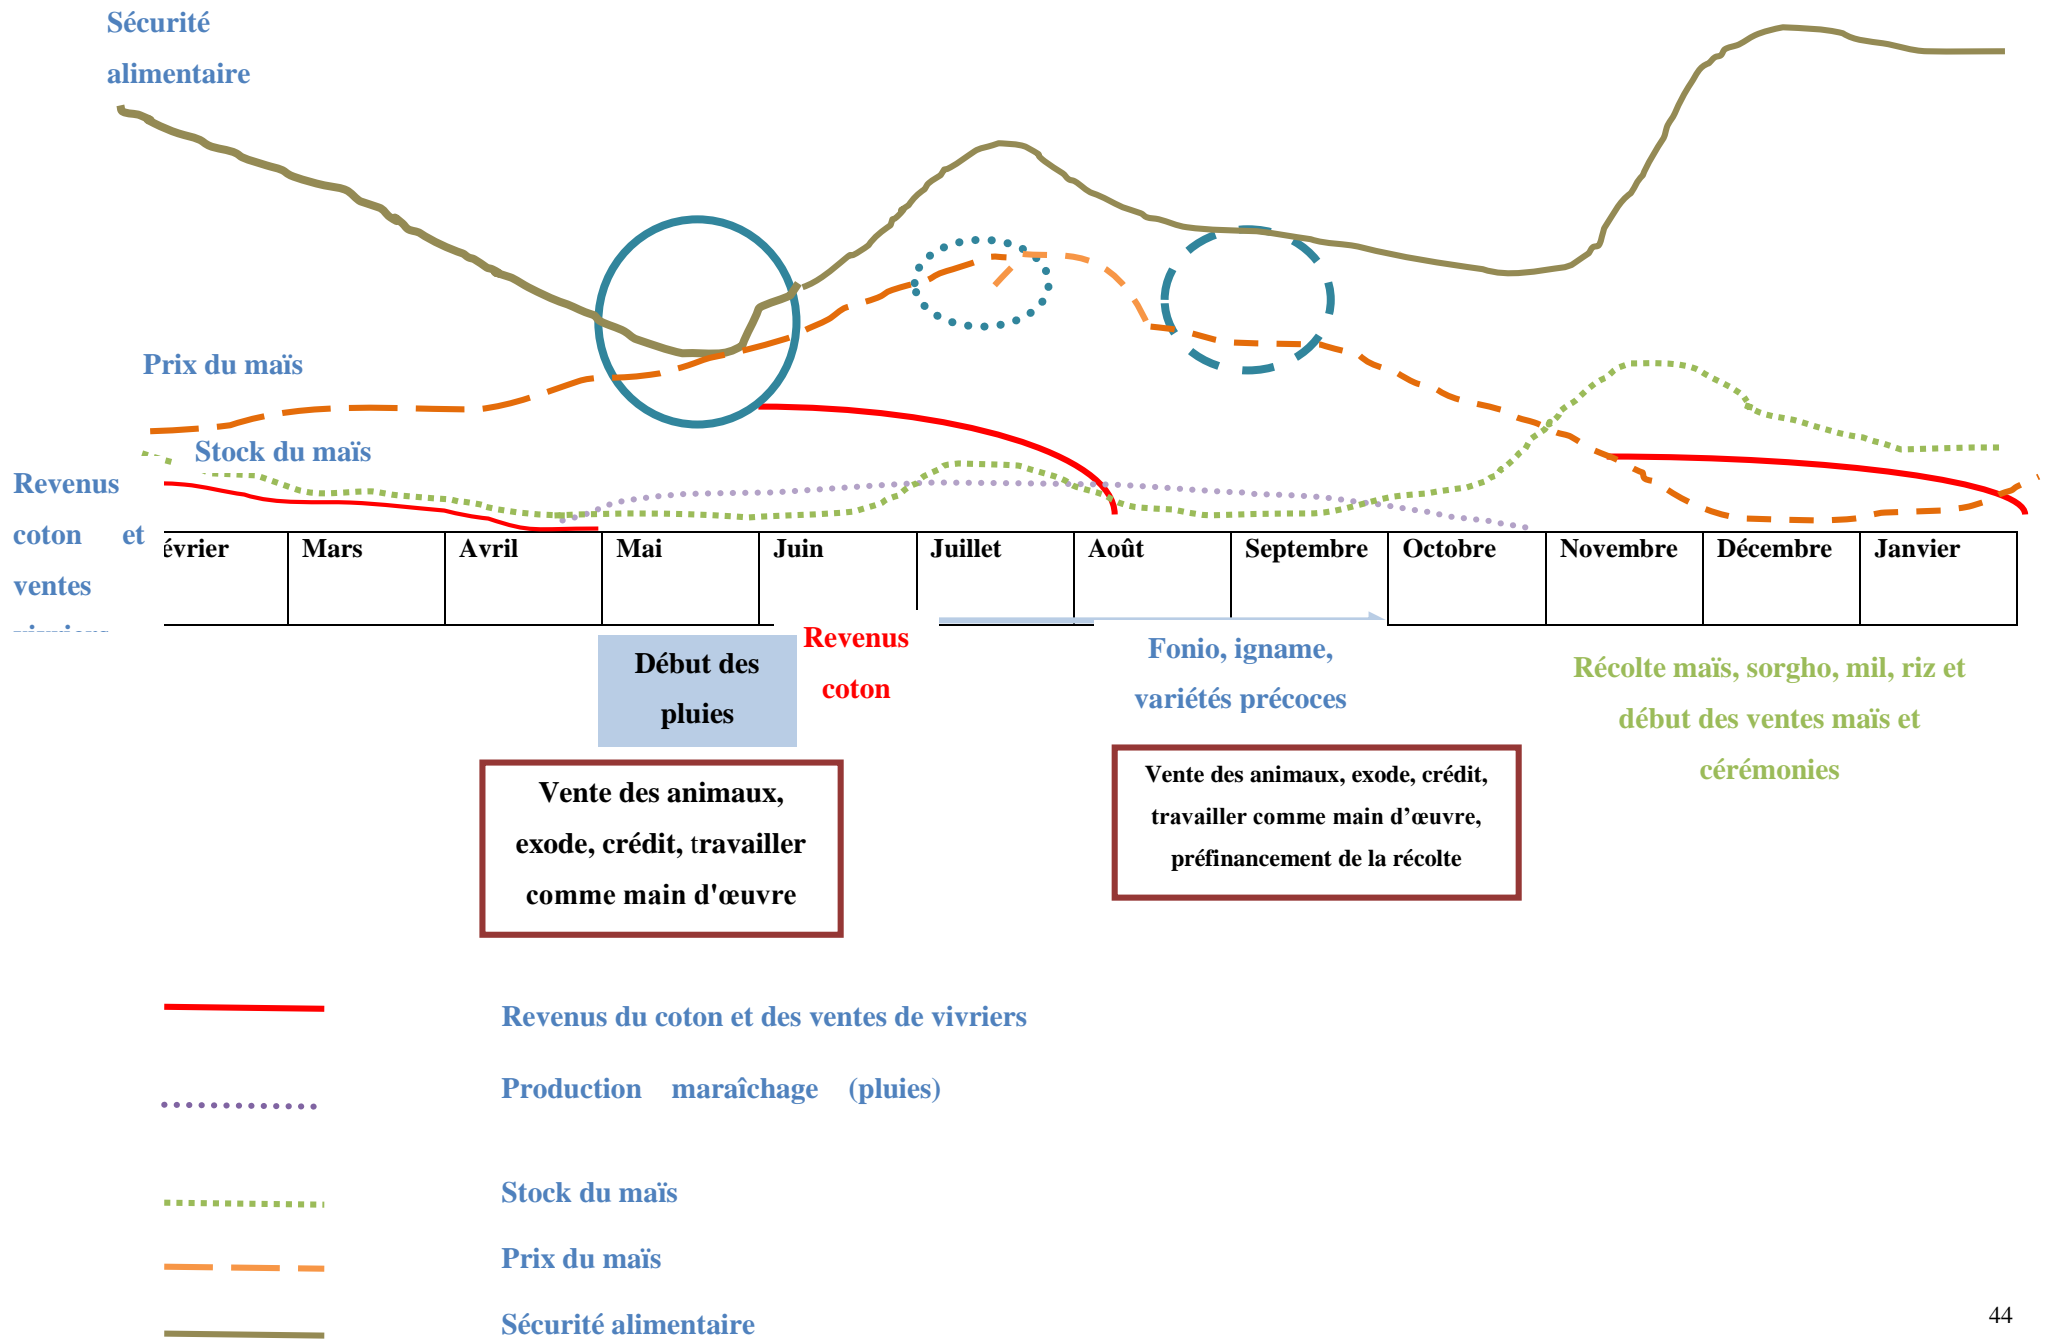 Sécurité
alimentaire
Prix du maïs
Stock du maïs
Revenus
coton et
ventes
évrier Mars Avril Mai Juin Juillet Août Septembre Octobre Novembre Décembre Janvier
Début des
pluies
Revenus
coton
Fonio, igname,
variétés précoces
Récolte maïs, sorgho, mil, riz et
début des ventes maïs et
cérémonies
Vente des animaux,
exode, crédit, travailler
comme main d'œuvre
Vente des animaux, exode, crédit,
travailler comme main d’œuvre,
préfinancement de la récolte
Revenus du coton et des ventes de vivriers
Production maraîchage (pluies)
Stock du maïs
Prix du maïs
Sécurité alimentaire
44